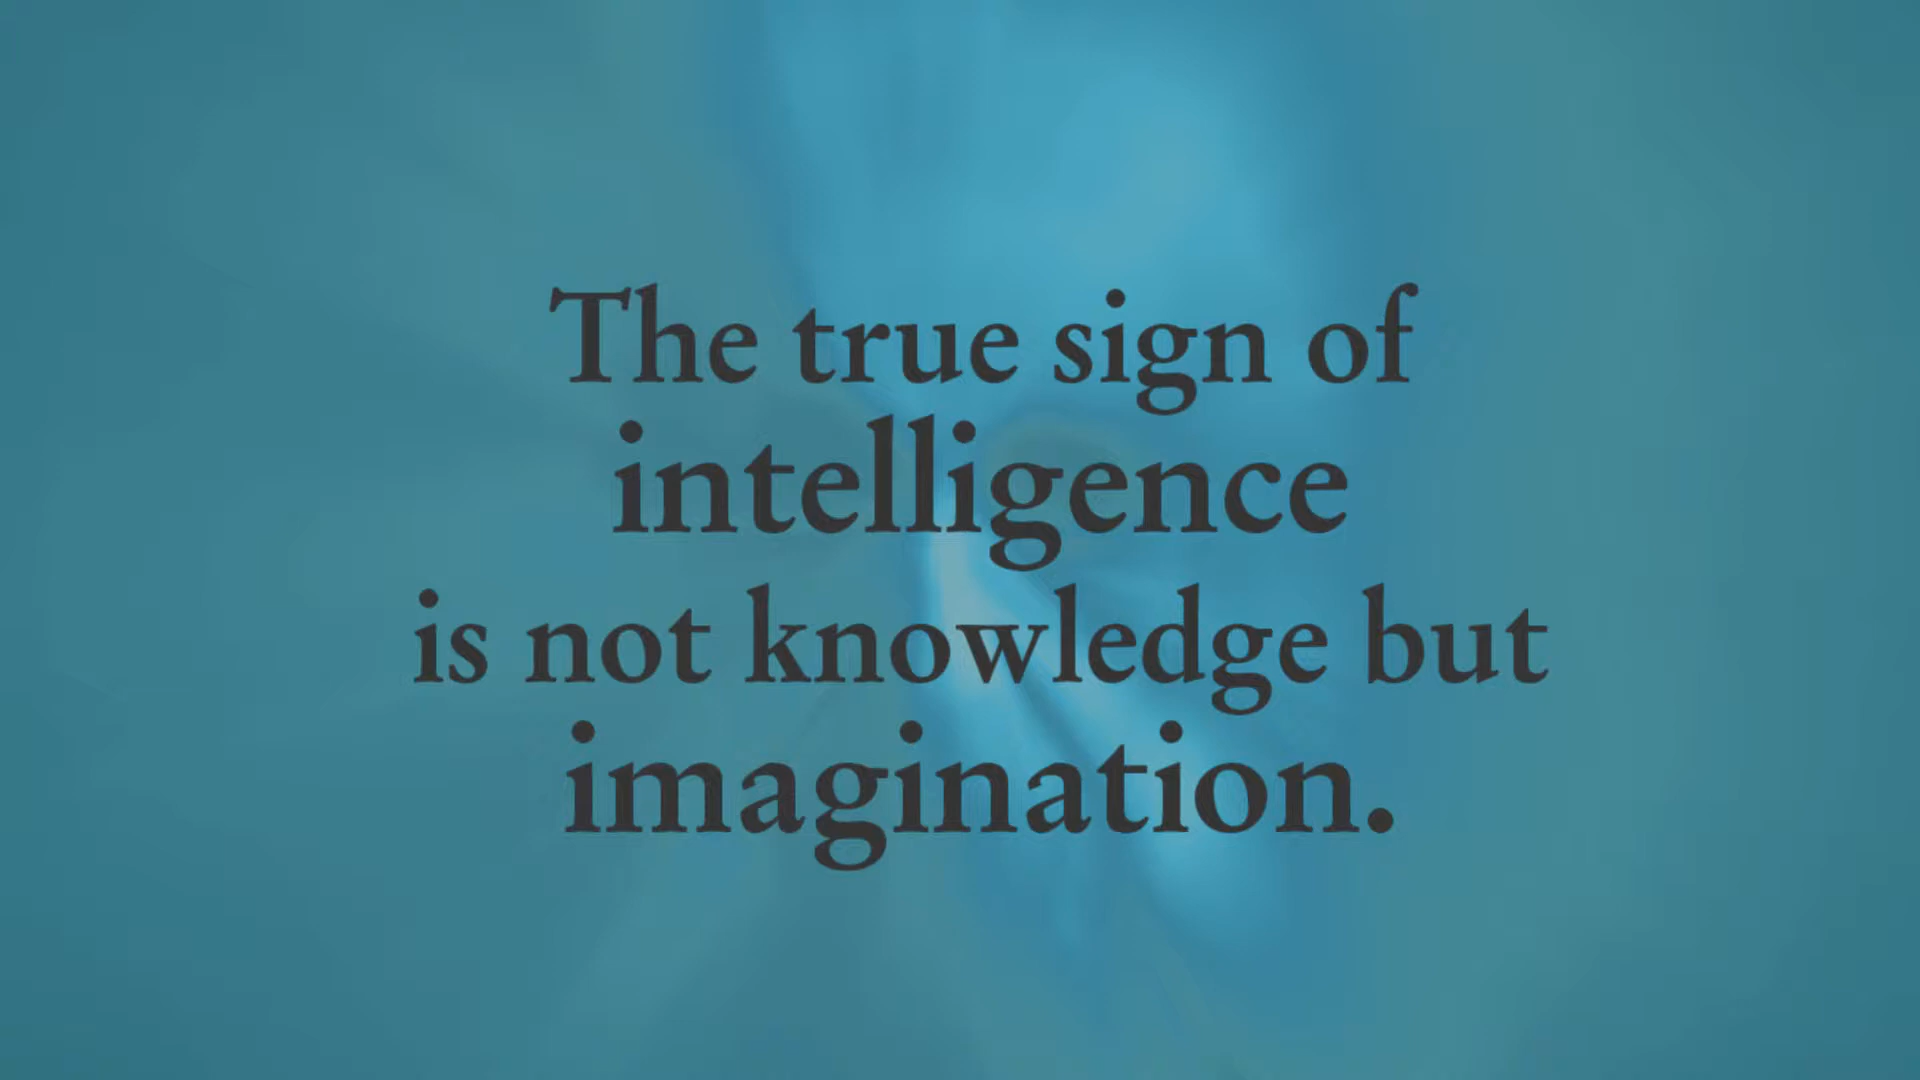 The true sign of
intelligence
is not knowledge but
imagination.